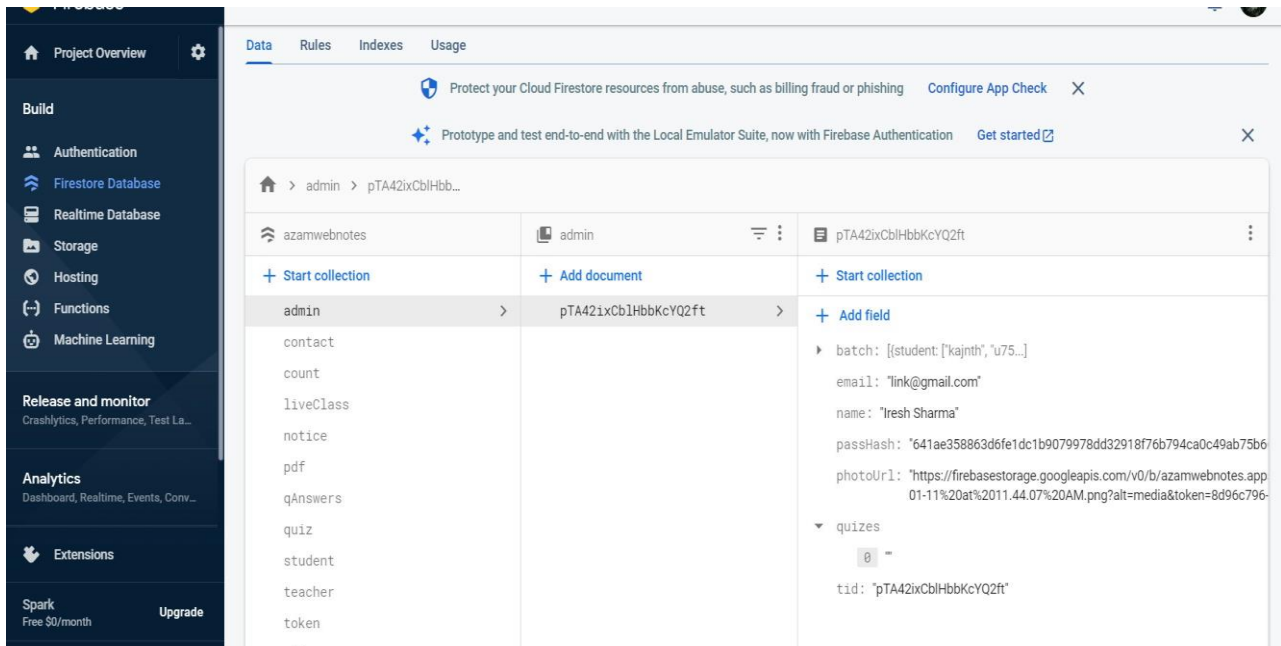 Project Overview
Build
Authentication
Firestore Database
Realtime Database
Storage
Hosting
Functions
Machine Learning
Release and monitor
Crashlytics, Performance, Test La...
Analytics
Dashboard, Realtime, Events, Conv...
Extensions
Spark
Free $0/month
Upgrade
Data Rules Indexes Usage
Protect your Cloud Firestore resources from abuse, such as billing fraud or phishing Configure App Check
Prototype and test end-to-end with the Local Emulator Suite, now with Firebase Authentication Get started
> admin > pTA42ixCblHbb...
azamwebnotes
+ Start collection
admin
contact
count
liveClass
notice
pdf
qAnswers
quiz
student
teacher
token
admin
+ Add document
pTA42ixCblHbbKcYQ2ft
pTA42ixCblHbbKcYQ2ft
+ Start collection
+ Add field
batch: [{student: ["kajnth", "u75...]
email: "link@gmail.com"
name: "Iresh Sharma"
passHash: "641ae358863d6fe1dc1b9079978dd32918f76b794ca0c49ab75b6
photoUrl: "https://firebasestorage.googleapis.com/v0/b/azamwebnotes.app
01-11%20at%2011.44.07%20AM.png?alt=media&token=8d96c796-
quizes
0 ""
tid: "pTA42ixCblHbbKcYQ2ft"